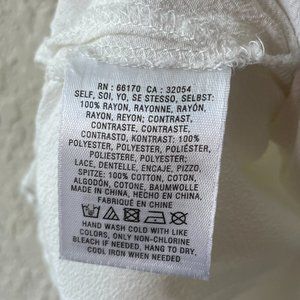 RN : 66170 CA : 32054
SELF, SOI, YO, SE STESSO, SELBST:
100% RAYON, RAYONNE, RAYÓN,
RAYON, REYON; CONTRAST,
CONTRASTE, CONTRASTE,
CONTRASTO, KONTRAST: 100%
POLYESTER, POLYESTER, POLIÉSTER,
POLIESTERE, POLYESTER;
LACE, DENTELLE, ENCAJE, PIZZO,
SPITZE: 100% COTTON, COTON,
ALGODÓN, COTONE, BAUMWOLLE
MADE IN CHINA, HECHO EN CHINA,
FABRIQUÉ EN CHINE
HAND WASH COLD WITH LIKE
COLORS, ONLY NON-CHLORINE
BLEACH IF NEEDED, HANG TO DRY,
COOL IRON WHEN NEEDED